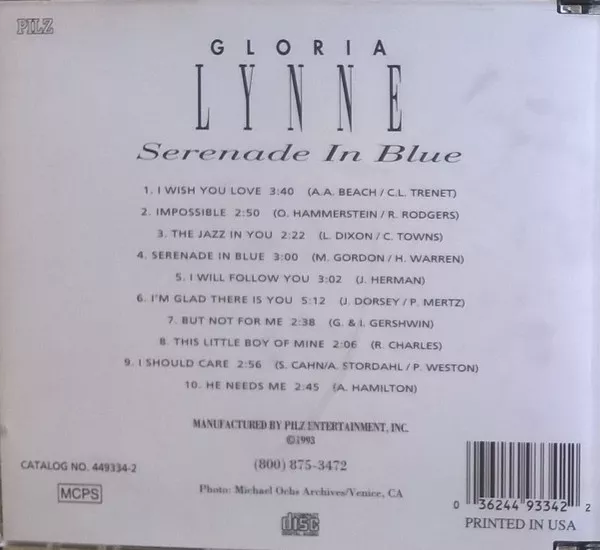 PILZ
GLORIA
LYNNE
Serenade In Blue
1. I WISH YOU LOVE 3:40 (A.A. BEACH / C.L. TRENET)
2. IMPOSSIBLE 2:50 (O. HAMMERSTEIN / R. RODGERS)
3. THE JAZZ IN YOU 2:22 (L. DIXON / C. TOWNS)
4. SERENADE IN BLUE 3:00 (M. GORDON / H. WARREN)
5. I WILL FOLLOW YOU 3:02 (J. HERMAN)
6. I'M GLAD THERE IS YOU 5:12 (J. DORSEY / P. MERTZ)
7. BUT NOT FOR ME 2:38 (G. & I. GERSHWIN)
8. THIS LITTLE BOY OF MINE 2:06 (R. CHARLES)
9. I SHOULD CARE 2:56 (S. CAHN/A. STORDAHL / P. WESTON)
10. HE NEEDS ME 2:45 (A. HAMILTON)
MANUFACTURED BY PILZ ENTERTAINMENT, INC.
©1993
(800) 875-3472
CATALOG NO. 449334-2
MCPS
Photo: Michael Ochs Archives/Venice, CA
COMPACT
disc
DIGITAL AUDIO
0 36244 93342 2
PRINTED IN USA